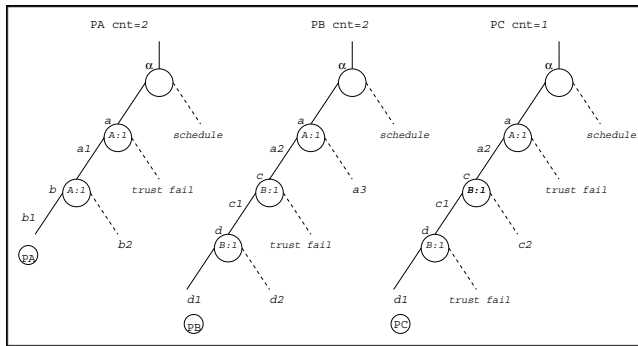 PA cnt=2 PB cnt=2 PC cnt=1
α α α
a schedule a schedule a schedule
A:1 A:1 A:1
a1 a2 a2
b trust fail c a3 c trust fail
A:1 B:1 B:1
b1 c1 c1
b2 d trust fail d c2
PA B:1 B:1
d1 d2 d1 trust fail
PB PC